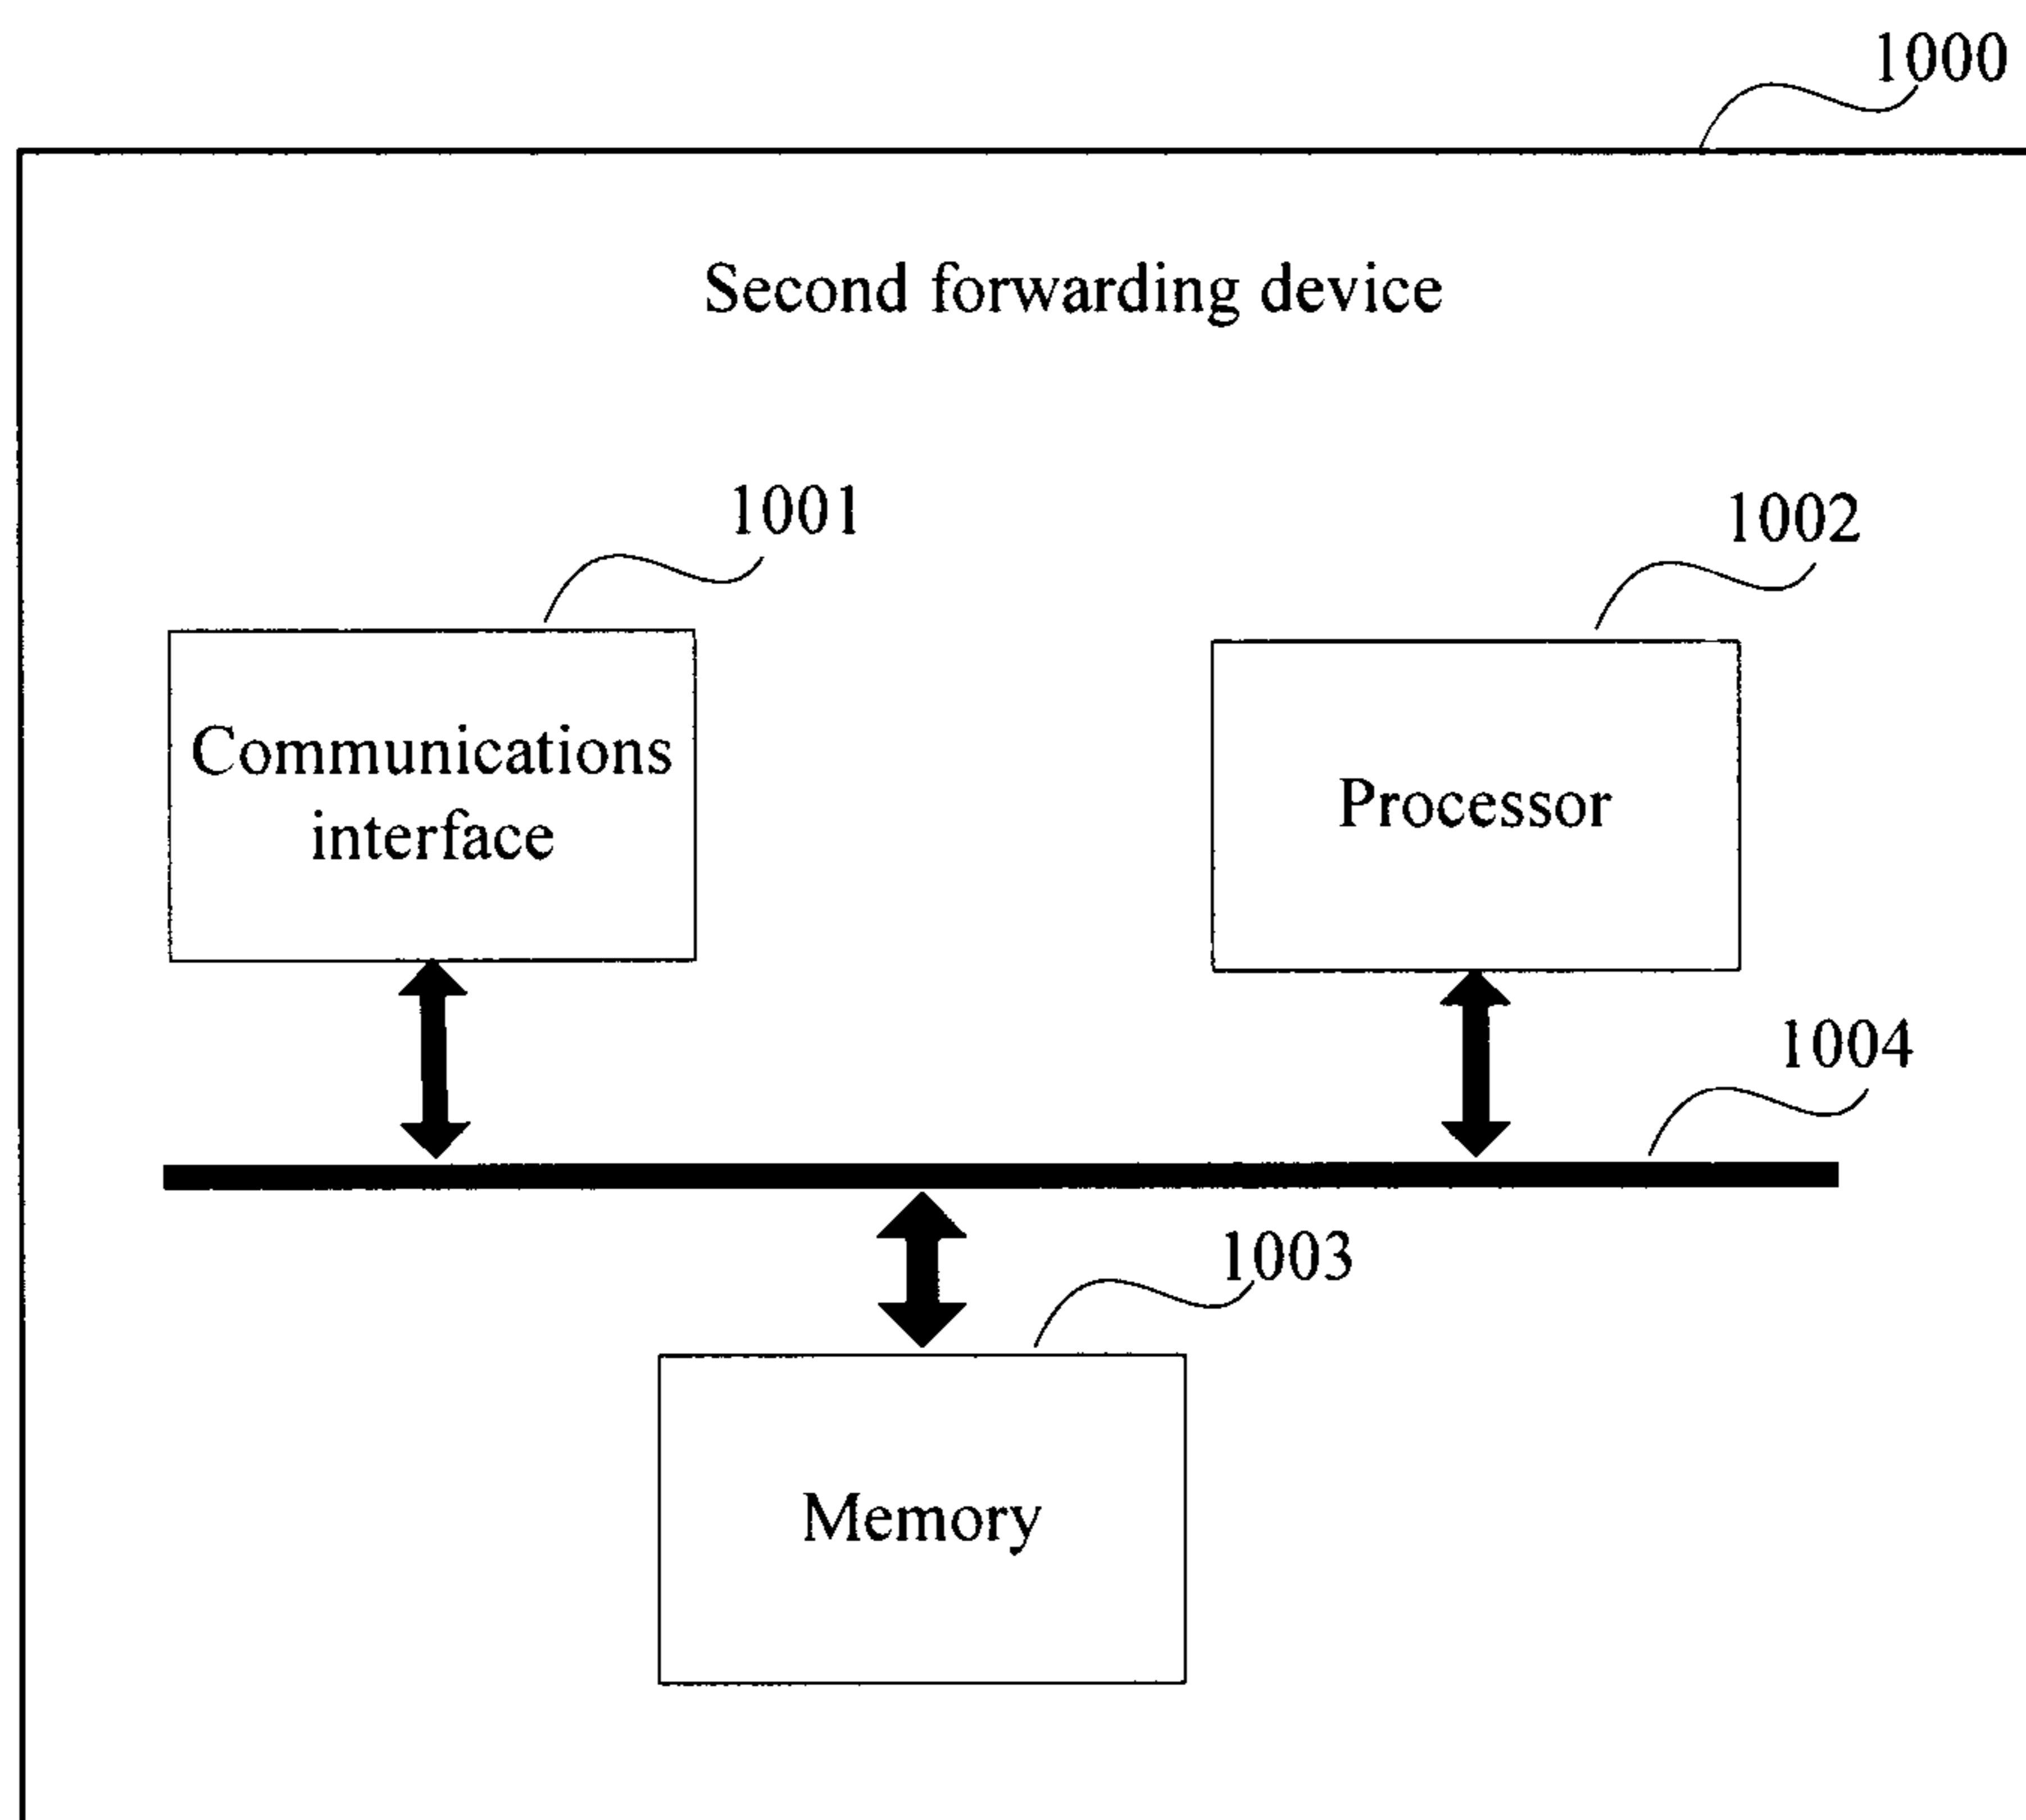 1000
Second forwarding device
1001
1002
Communications
interface
Processor
1004
1003
Memory